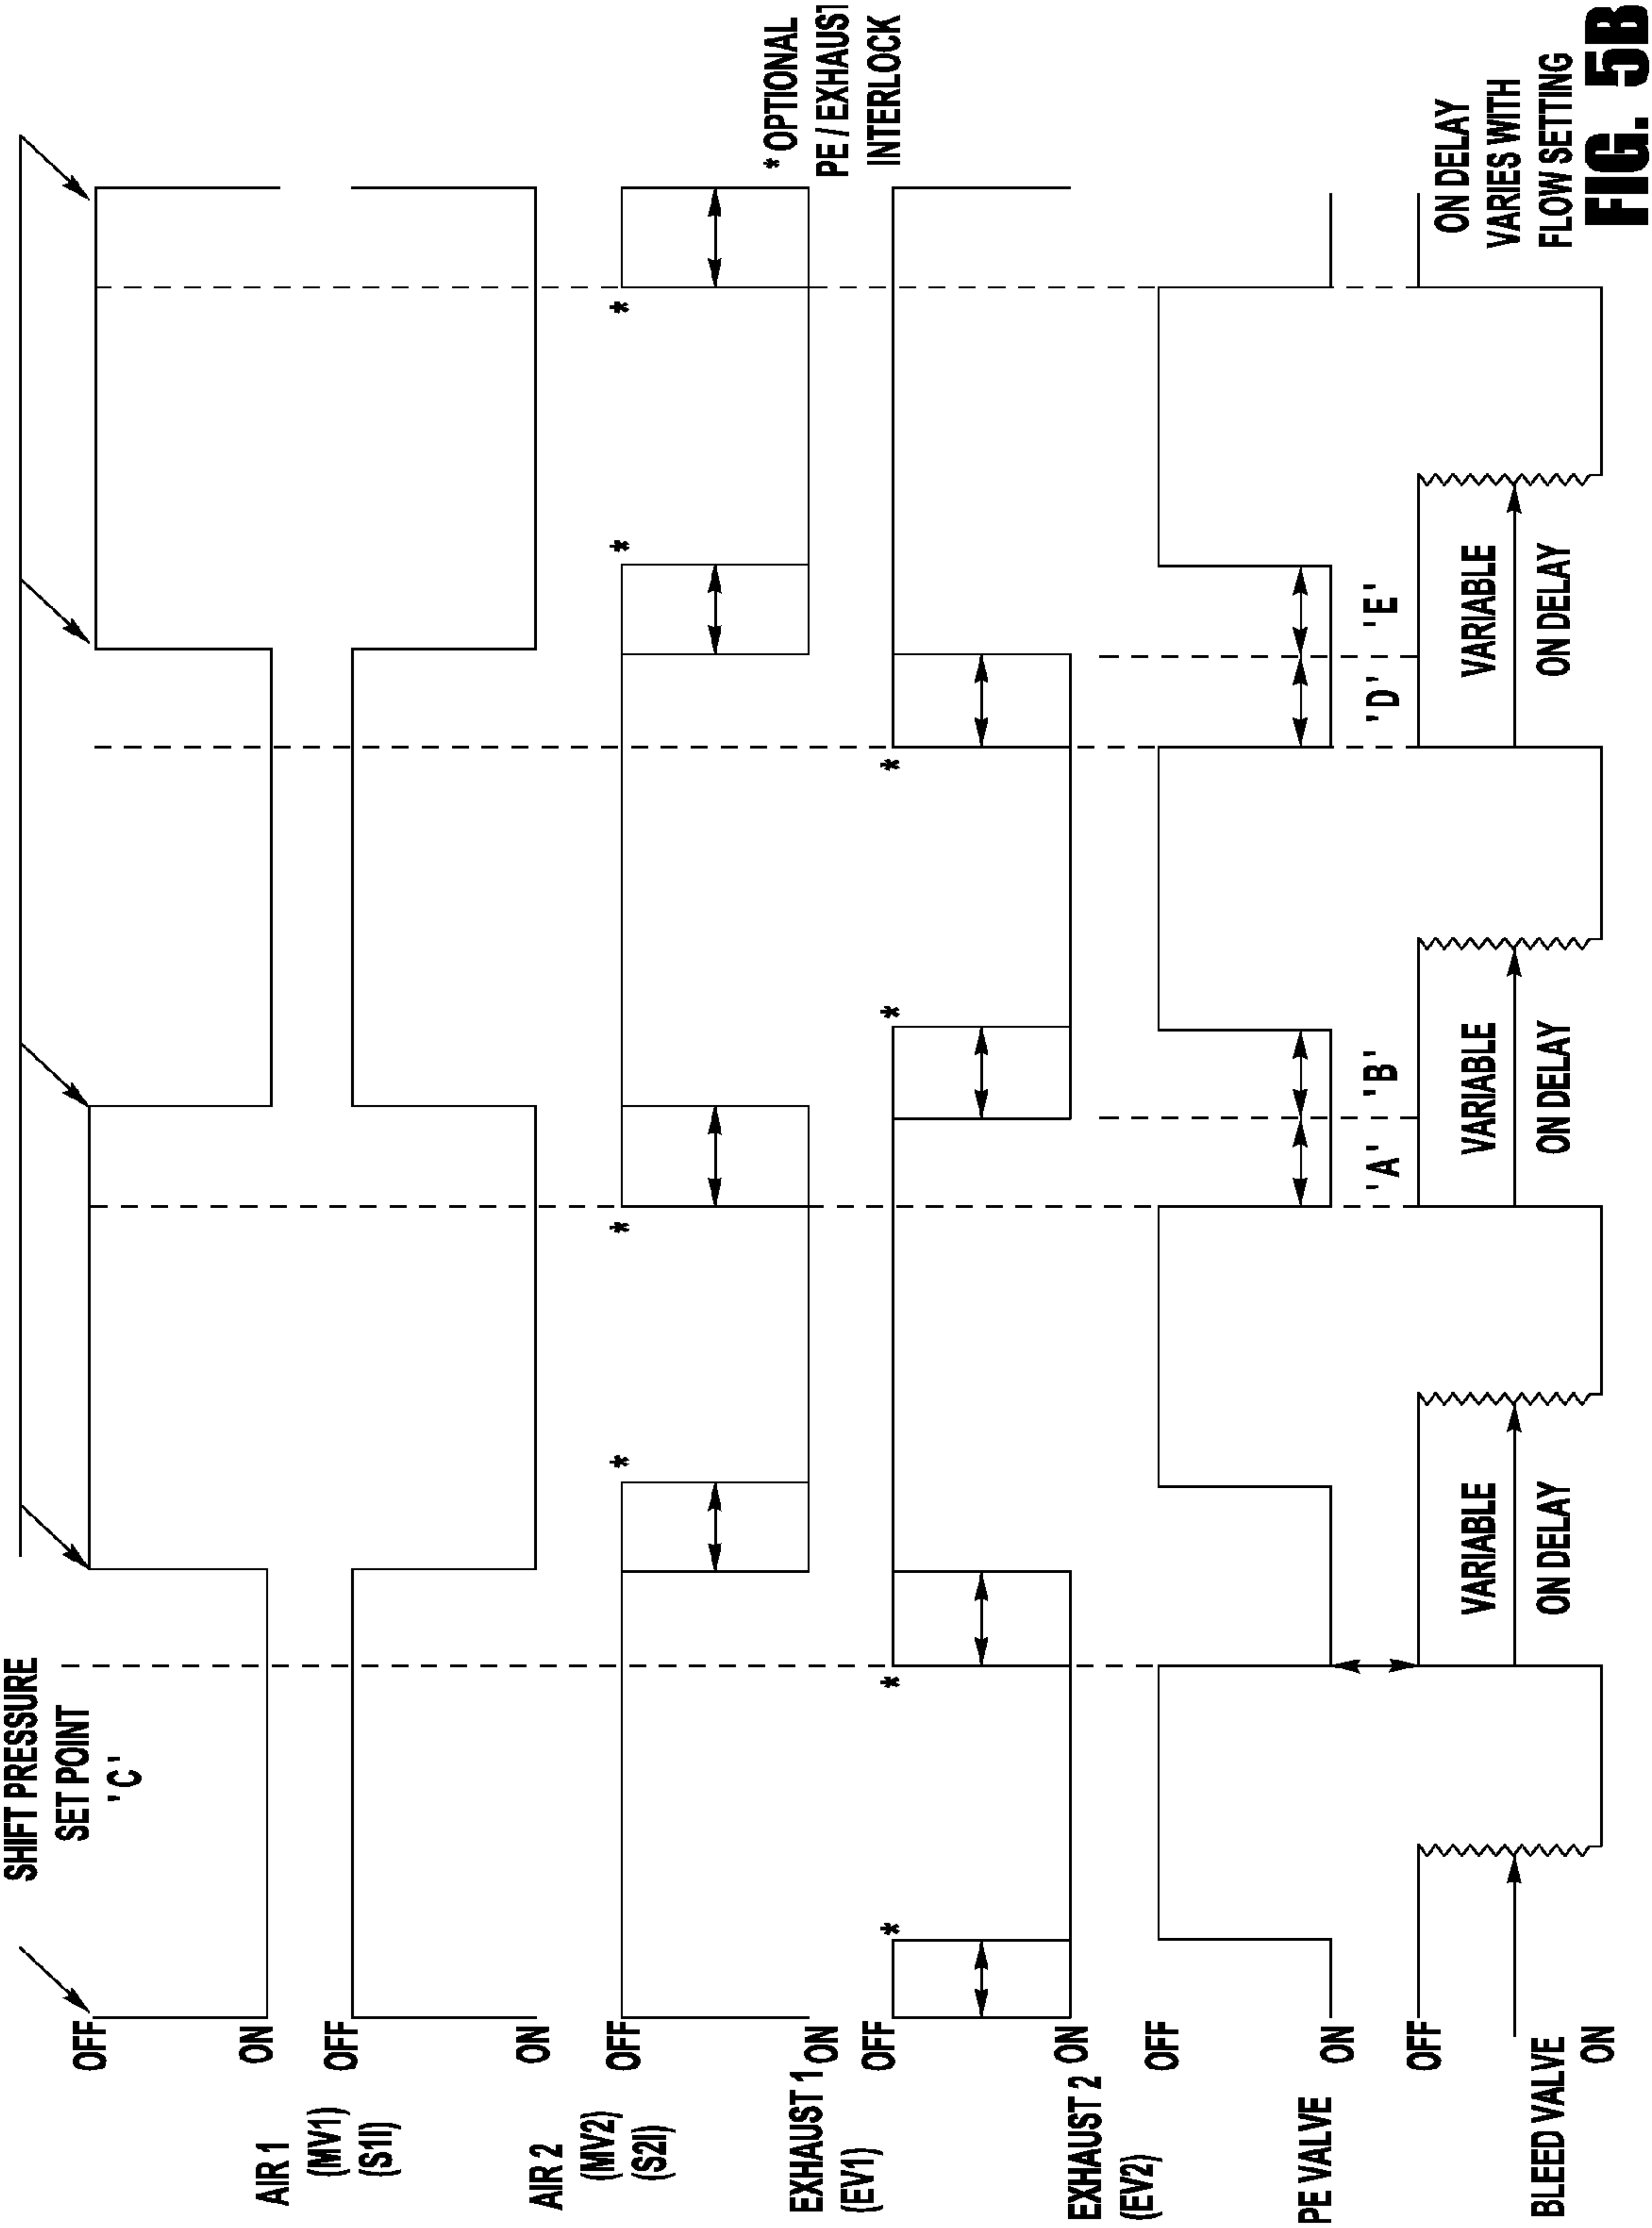 SHIFT PRESSURE
SET POINT
'C'
OFF
ON
AIR 1
(MV1)
(S1I)
OFF
ON
AIR 2
(MV2)
(S2I)
OFF
*
*
*
*
ON
EXHAUST 1
(EV1)
* OPTIONAL
PE / EXHAUST
INTERLOCK
OFF
*
*
*
*
ON
EXHAUST 2
(EV2)
OFF
ON
PE VALVE
'A'
'B'
'D'
'E'
OFF
ON
BLEED VALVE
VARIABLE
ON DELAY
VARIABLE
ON DELAY
VARIABLE
ON DELAY
ON DELAY
VARIES WITH
FLOW SETTING
FIG. 5B